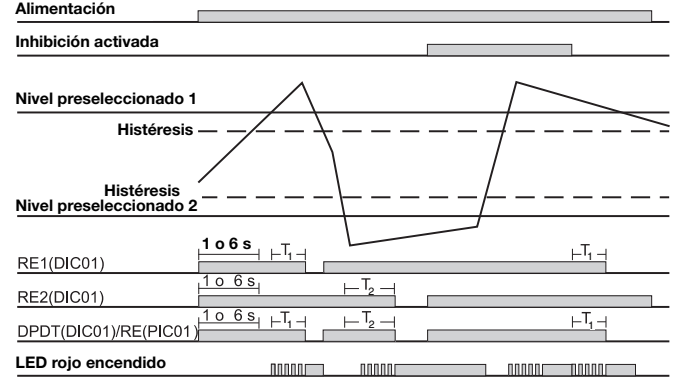 Alimentación
Inhibición activada
Nivel preseleccionado 1
Histéresis
Histéresis
Nivel preseleccionado 2
1 o 6 s T1 T1
RE1(DIC01)
1 o 6 s T2
RE2(DIC01)
1 o 6 s T1 T2 T1
DPDT(DIC01)/RE(PIC01)
LED rojo encendido